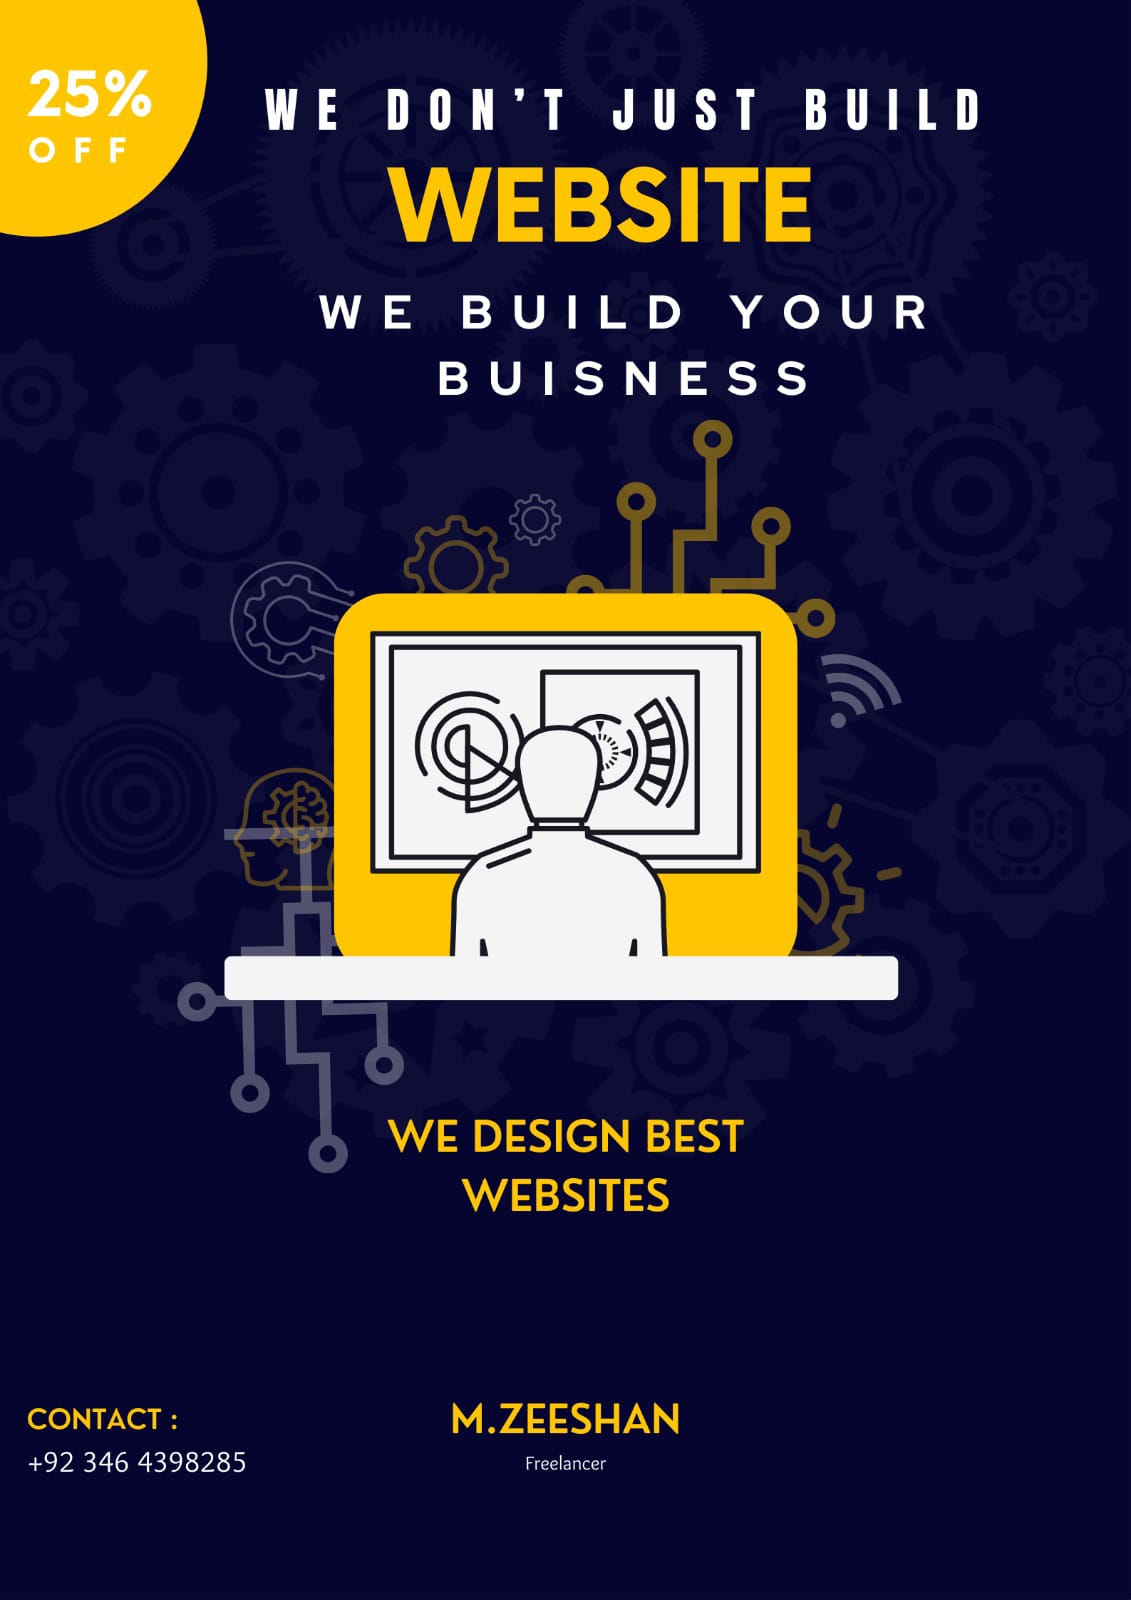 25%
OFF
WE DON'T JUST BUILD
WEBSITE
WE BUILD YOUR
BUISNESS
WE DESIGN BEST
WEBSITES
CONTACT :
+92 346 4398285
M.ZEESHAN
Freelancer